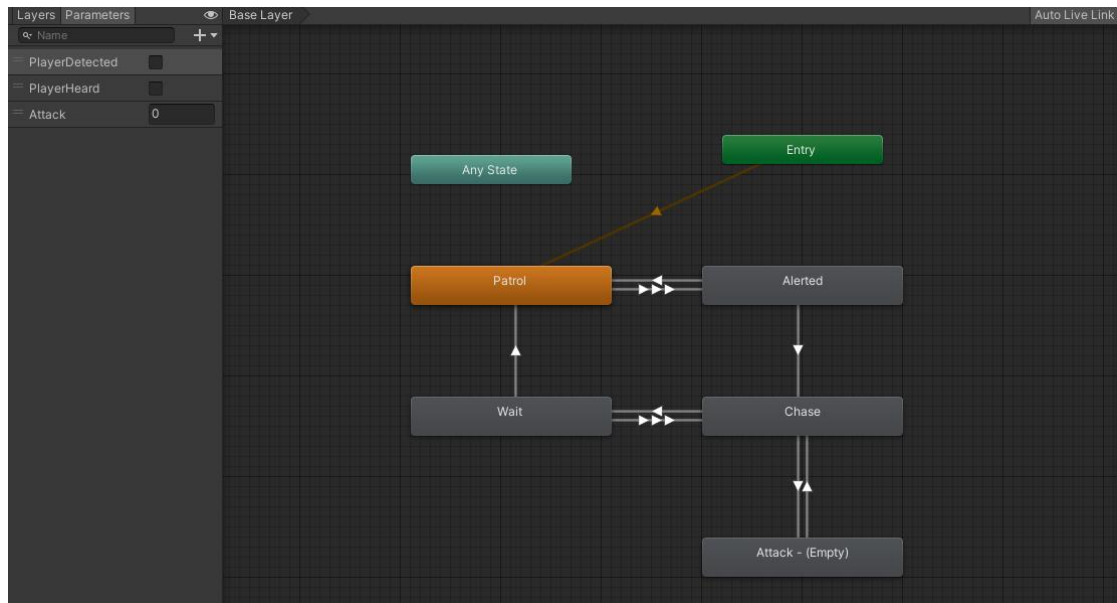 Layers Parameters
Base Layer
Auto Live Link
Name
PlayerDetected
PlayerHeard
Attack 0
Entry
Any State
Patrol
Alerted
Wait
Chase
Attack - (Empty)